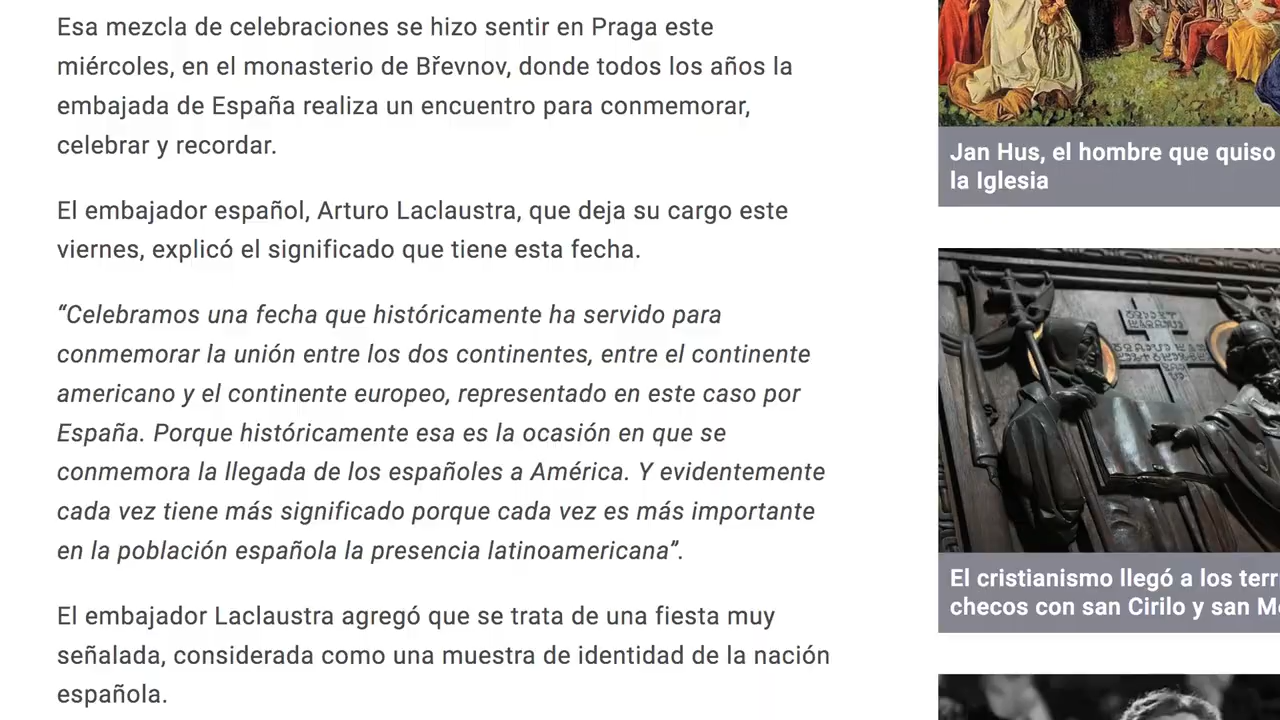 Esa mezcla de celebraciones se hizo sentir en Praga este
miércoles, en el monasterio de Břevnov, donde todos los años la
embajada de España realiza un encuentro para conmemorar,
celebrar y recordar.
El embajador español, Arturo Laclaustra, que deja su cargo este
viernes, explicó el significado que tiene esta fecha.
“Celebramos una fecha que históricamente ha servido para
conmemorar la unión entre los dos continentes, entre el continente
americano y el continente europeo, representado en este caso por
España. Porque históricamente esa es la ocasión en que se
conmemora la llegada de los españoles a América. Y evidentemente
cada vez tiene más significado porque cada vez es más importante
en la población española la presencia latinoamericana”.
El embajador Laclaustra agregó que se trata de una fiesta muy
señalada, considerada como una muestra de identidad de la nación
española.
Jan Hus, el hombre que quiso
la Iglesia
El cristianismo llegó a los terr
checos con san Cirilo y san M